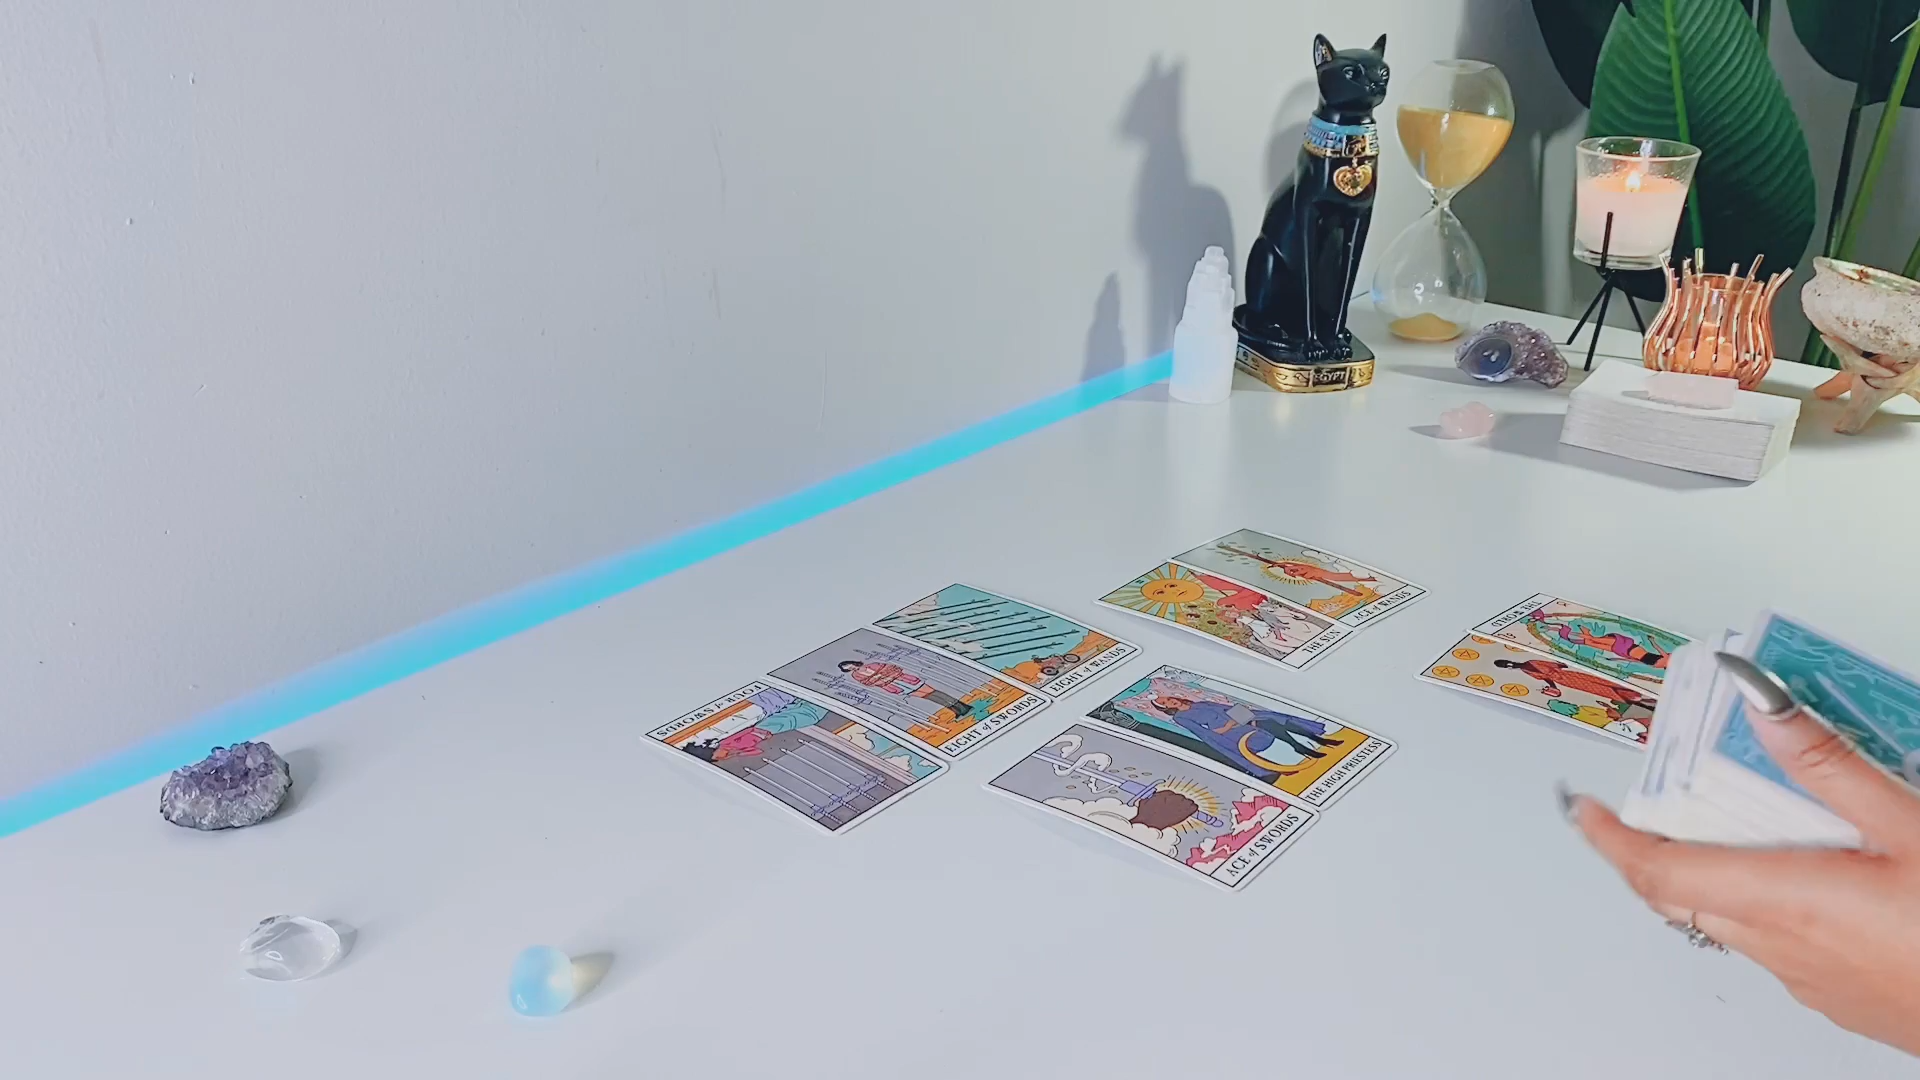 EGYPT
ACE of WANDS
THE SUN
THE WORLD
EIGHT of WANDS
EIGHT of SWORDS
FOUR of SWORDS
THE HIGH PRIESTESS
ACE of SWORDS